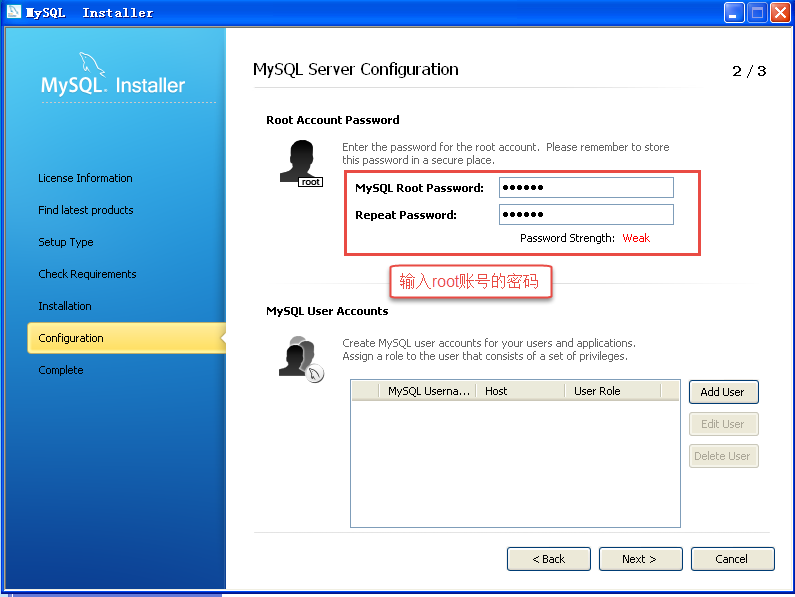 MySQL Installer
MySQL Installer
MySQL Server Configuration
2 / 3
License Information
Find latest products
Setup Type
Check Requirements
Installation
Configuration
Complete
Root Account Password
Enter the password for the root account. Please remember to store
this password in a secure place.
root
MySQL Root Password: ●●●●●●
Repeat Password: ●●●●●●
Password Strength: Weak
输入root账号的密码
MySQL User Accounts
Create MySQL user accounts for your users and applications.
Assign a role to the user that consists of a set of privileges.
MySQL Userna... Host User Role
Add User
Edit User
Delete User
< Back Next > Cancel